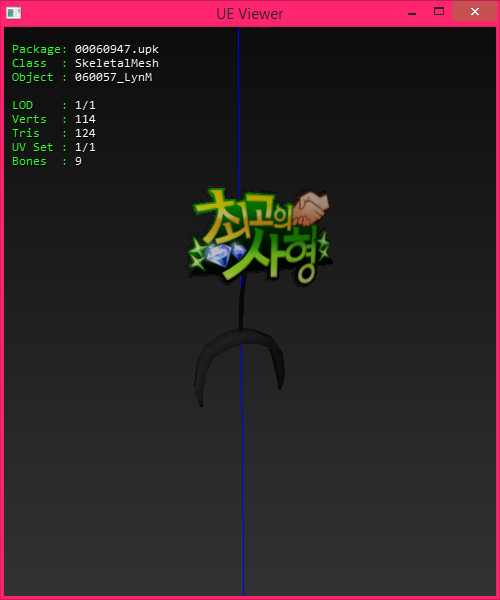 UE Viewer
Package: 00060947.upk
Class : SkeletalMesh
Object : 060057_LynM
LOD : 1/1
Verts : 114
Tris : 124
UV Set : 1/1
Bones : 9
최고의
사형